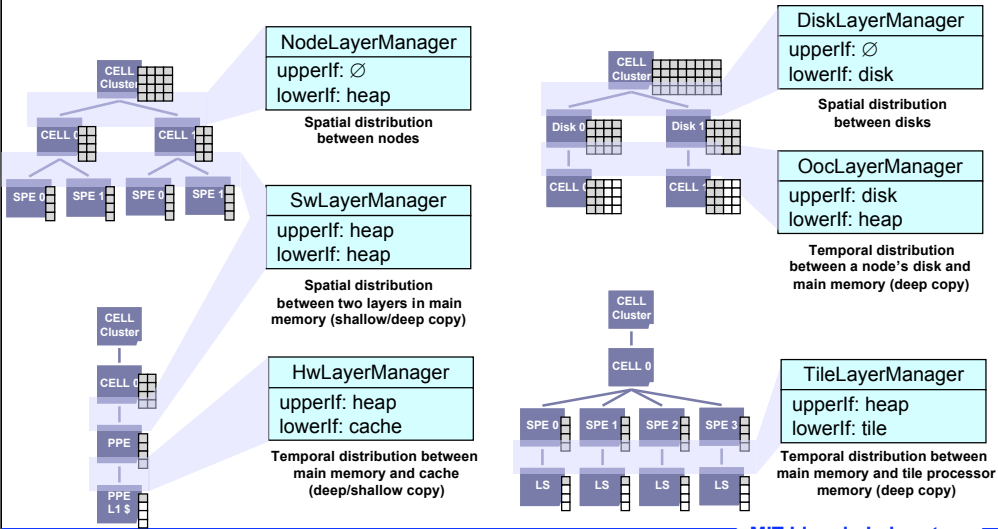 NodeLayerManager
upperIf: ∅
lowerIf: heap
Spatial distribution
between nodes
CELL
Cluster
CELL 0
CELL 1
SPE 0
SPE 1
SPE 0
SPE 1
SwLayerManager
upperIf: heap
lowerIf: heap
Spatial distribution
between two layers in main
memory (shallow/deep copy)
CELL
Cluster
CELL 0
PPE
PPE
L1 $
HwLayerManager
upperIf: heap
lowerIf: cache
Temporal distribution between
main memory and cache
(deep/shallow copy)
DiskLayerManager
upperIf: ∅
lowerIf: disk
Spatial distribution
between disks
CELL
Cluster
Disk 0
Disk 1
CELL 0
CELL 1
OocLayerManager
upperIf: disk
lowerIf: heap
Temporal distribution
between a node's disk and
main memory (deep copy)
CELL
Cluster
CELL 0
SPE 0
SPE 1
SPE 2
SPE 3
LS
LS
LS
LS
TileLayerManager
upperIf: heap
lowerIf: tile
Temporal distribution between
main memory and tile processor
memory (deep copy)